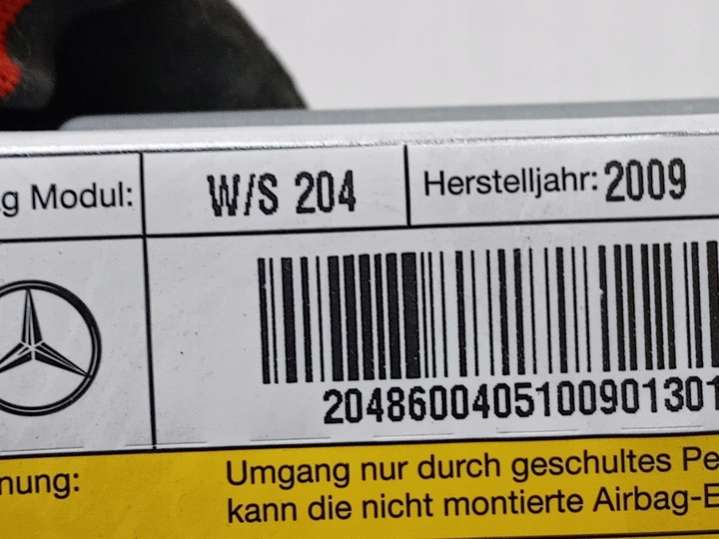 g Modul: W/S 204 Herstelljahr: 2009
2048600405100901301
nung: Umgang nur durch geschultes Pe
kann die nicht montierte Airbag-E